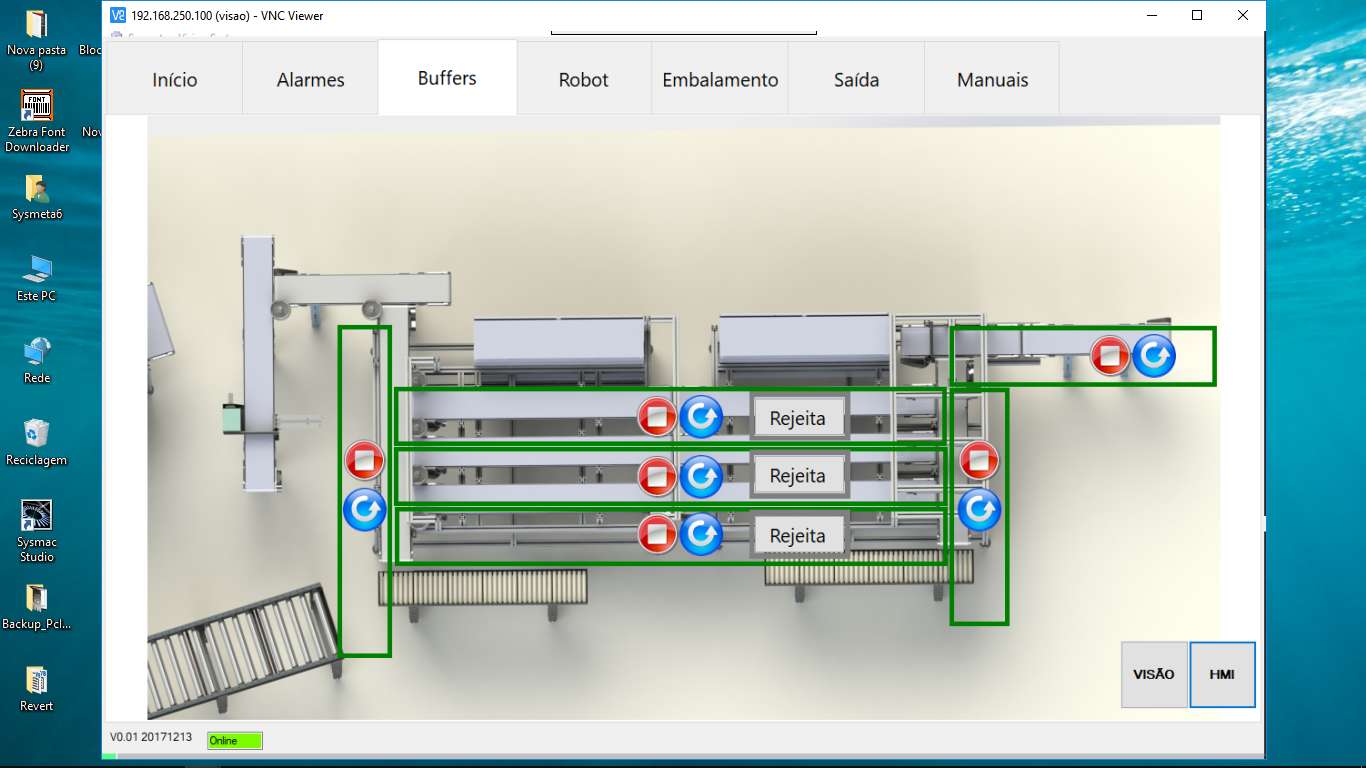 192.168.250.100 (visao) - VNC Viewer
Início
Alarmes
Buffers
Robot
Embalamento
Saída
Manuais
Rejeita
Rejeita
Rejeita
VISÃO
HMI
V0.01 20171213
Online
Nova pasta
(9)
Bloc
Zebra Font
Downloader
FONT
Nov
Sysmeta6
Este PC
Rede
Reciclagem
Sysmac
Studio
Backup_Pcl...
Revert